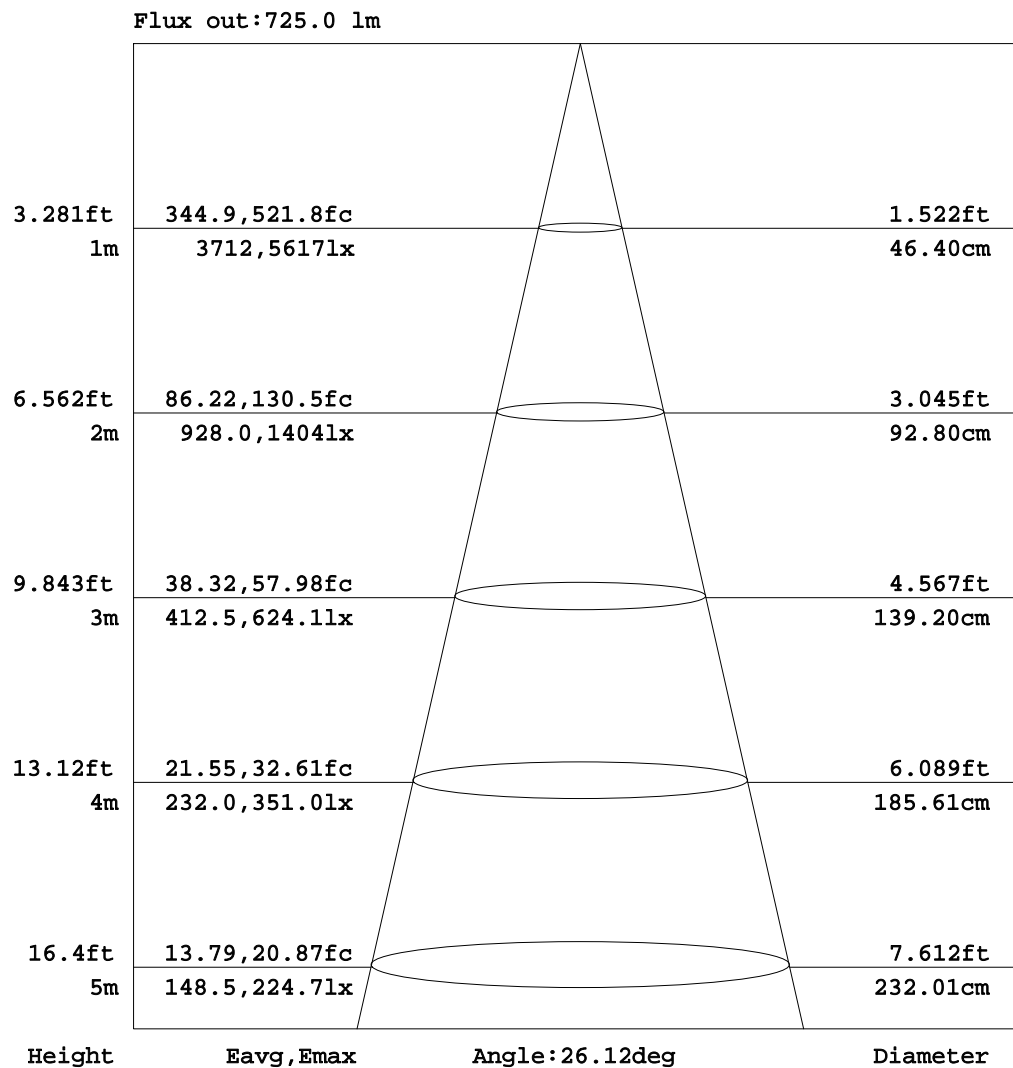 Flux out:725.0 lm
3.281ft 344.9,521.8fc 1.522ft
1m 3712,5617lx 46.40cm
6.562ft 86.22,130.5fc 3.045ft
2m 928.0,1404lx 92.80cm
9.843ft 38.32,57.98fc 4.567ft
3m 412.5,624.1lx 139.20cm
13.12ft 21.55,32.61fc 6.089ft
4m 232.0,351.0lx 185.61cm
16.4ft 13.79,20.87fc 7.612ft
5m 148.5,224.7lx 232.01cm
Height Eavg,Emax Angle:26.12deg Diameter